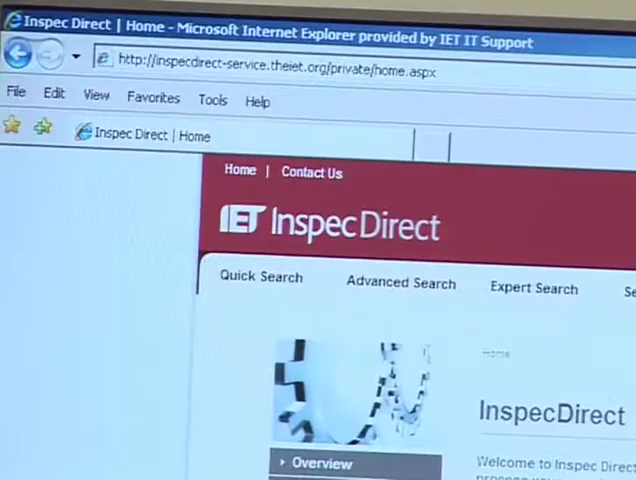 Inspec Direct | Home - Microsoft Internet Explorer provided by IET IT Support
http://inspecdirect-service.theiet.org/private/home.aspx
File Edit View Favorites Tools Help
Inspec Direct | Home
Home | Contact Us
IET InspecDirect
Quick Search Advanced Search Expert Search
Home
InspecDirect
Overview
Welcome to Inspec Direct